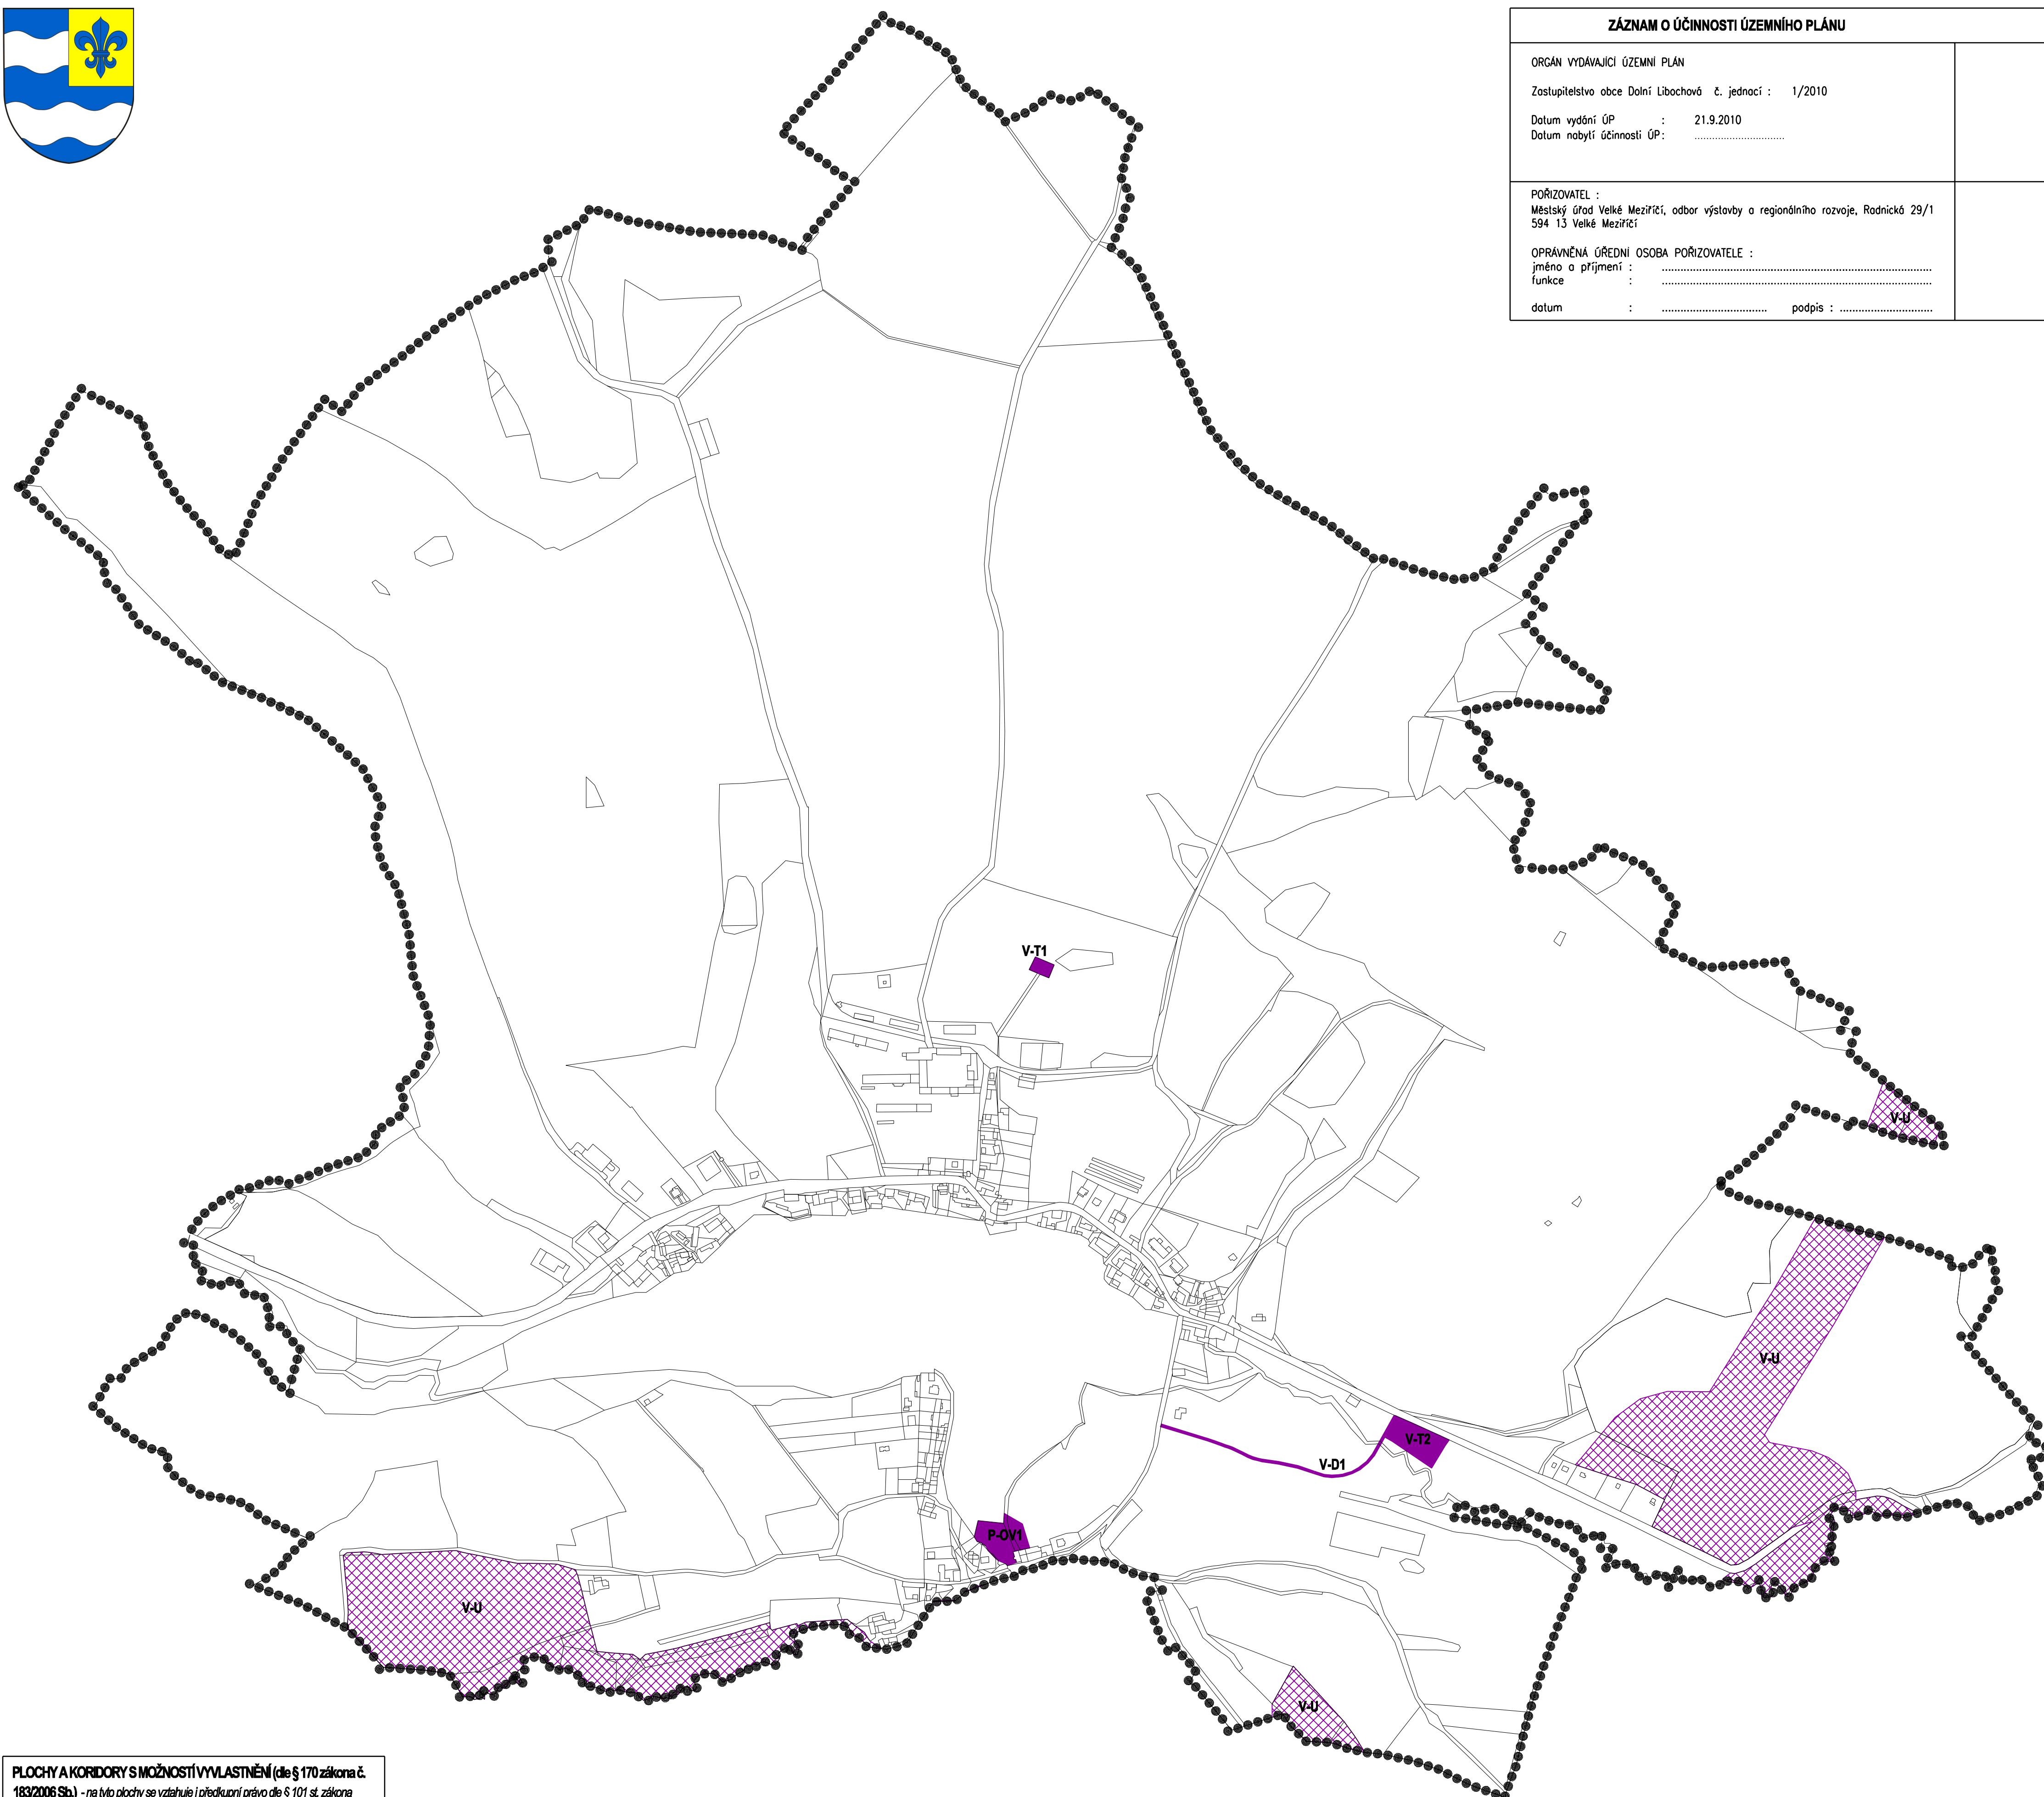 ZÁZNAM O ÚČINNOSTI ÚZEMNÍHO PLÁNU
ORGÁN VYDÁVAJÍCÍ ÚZEMNÍ PLÁN
Zastupitelstvo obce Dolní Libochová č. jednací : 1/2010
Datum vydání ÚP : 21.9.2010
Datum nabytí účinnosti ÚP: ..............................
POŘIZOVATEL :
Městský úřad Velké Meziříčí, odbor výstavby a regionálního rozvoje, Radnická 29/1
594 13 Velké Meziříčí
OPRÁVNĚNÁ ÚŘEDNÍ OSOBA POŘIZOVATELE :
jméno a příjmení : ........................................................................................
funkce : ........................................................................................
datum : .................................. podpis : ..............................
V-T1
V-U
V-U
V-T2
V-D1
P-OV1
V-U
V-U
PLOCHY A KORIDORY S MOŽNOSTÍ VYVLASTNĚNÍ (dle § 170 zákona č.
183/2006 Sb.) - na tyto plochy se vztahuje i předkupní právo dle § 101 st. zákona